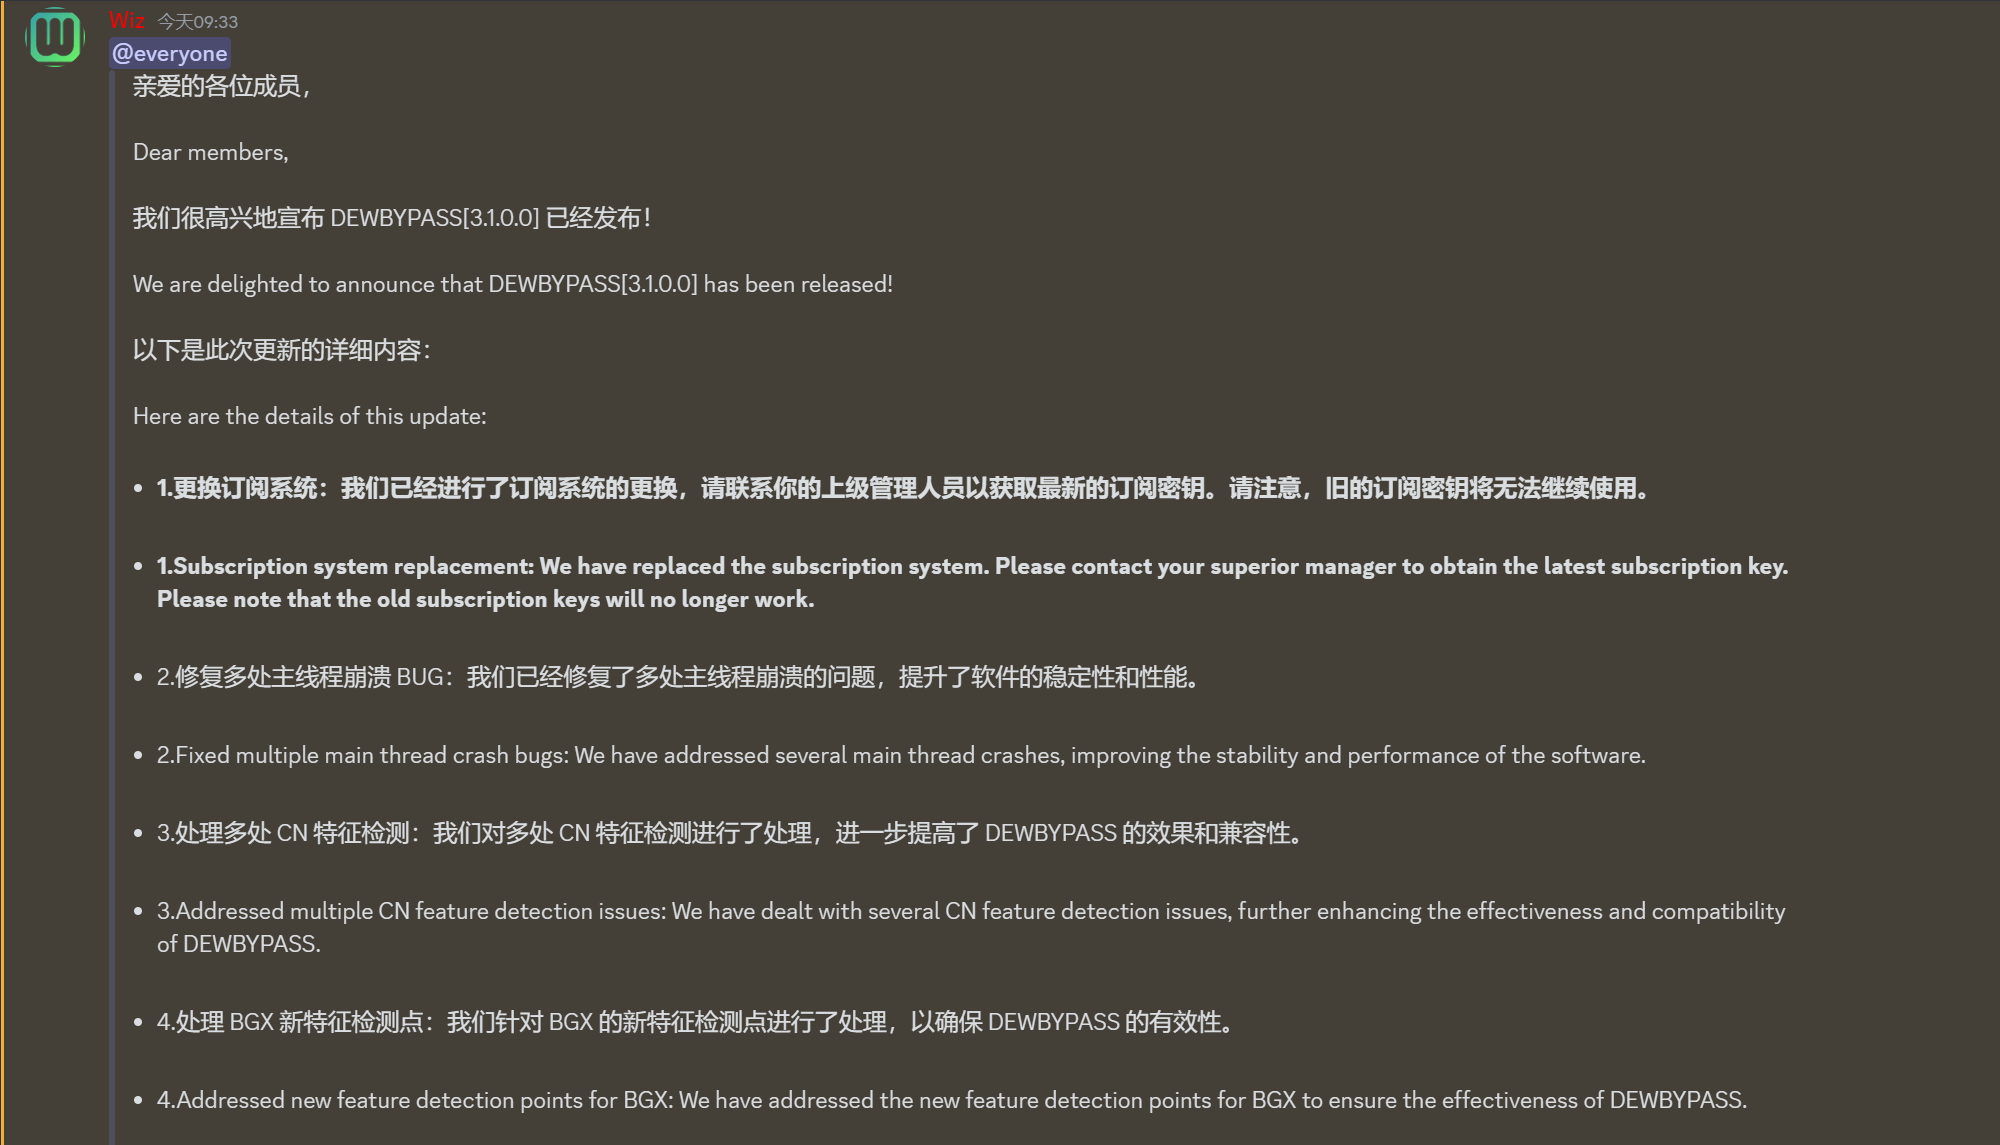 Wiz 今天09:33
@everyone
亲爱的各位成员，
Dear members,
我们很高兴地宣布 DEWBYPASS[3.1.0.0] 已经发布！
We are delighted to announce that DEWBYPASS[3.1.0.0] has been released!
以下是此次更新的详细内容：
Here are the details of this update:
• 1.更换订阅系统：我们已经进行了订阅系统的更换，请联系你的上级管理人员以获取最新的订阅密钥。请注意，旧的订阅密钥将无法继续使用。
• 1.Subscription system replacement: We have replaced the subscription system. Please contact your superior manager to obtain the latest subscription key.
Please note that the old subscription keys will no longer work.
• 2.修复多处主线程崩溃 BUG：我们已经修复了多处主线程崩溃的问题，提升了软件的稳定性和性能。
• 2.Fixed multiple main thread crash bugs: We have addressed several main thread crashes, improving the stability and performance of the software.
• 3.处理多处 CN 特征检测：我们对多处 CN 特征检测进行了处理，进一步提高了 DEWBYPASS 的效果和兼容性。
• 3.Addressed multiple CN feature detection issues: We have dealt with several CN feature detection issues, further enhancing the effectiveness and compatibility
of DEWBYPASS.
• 4.处理 BGX 新特征检测点：我们针对 BGX 的新特征检测点进行了处理，以确保 DEWBYPASS 的有效性。
• 4.Addressed new feature detection points for BGX: We have addressed the new feature detection points for BGX to ensure the effectiveness of DEWBYPASS.